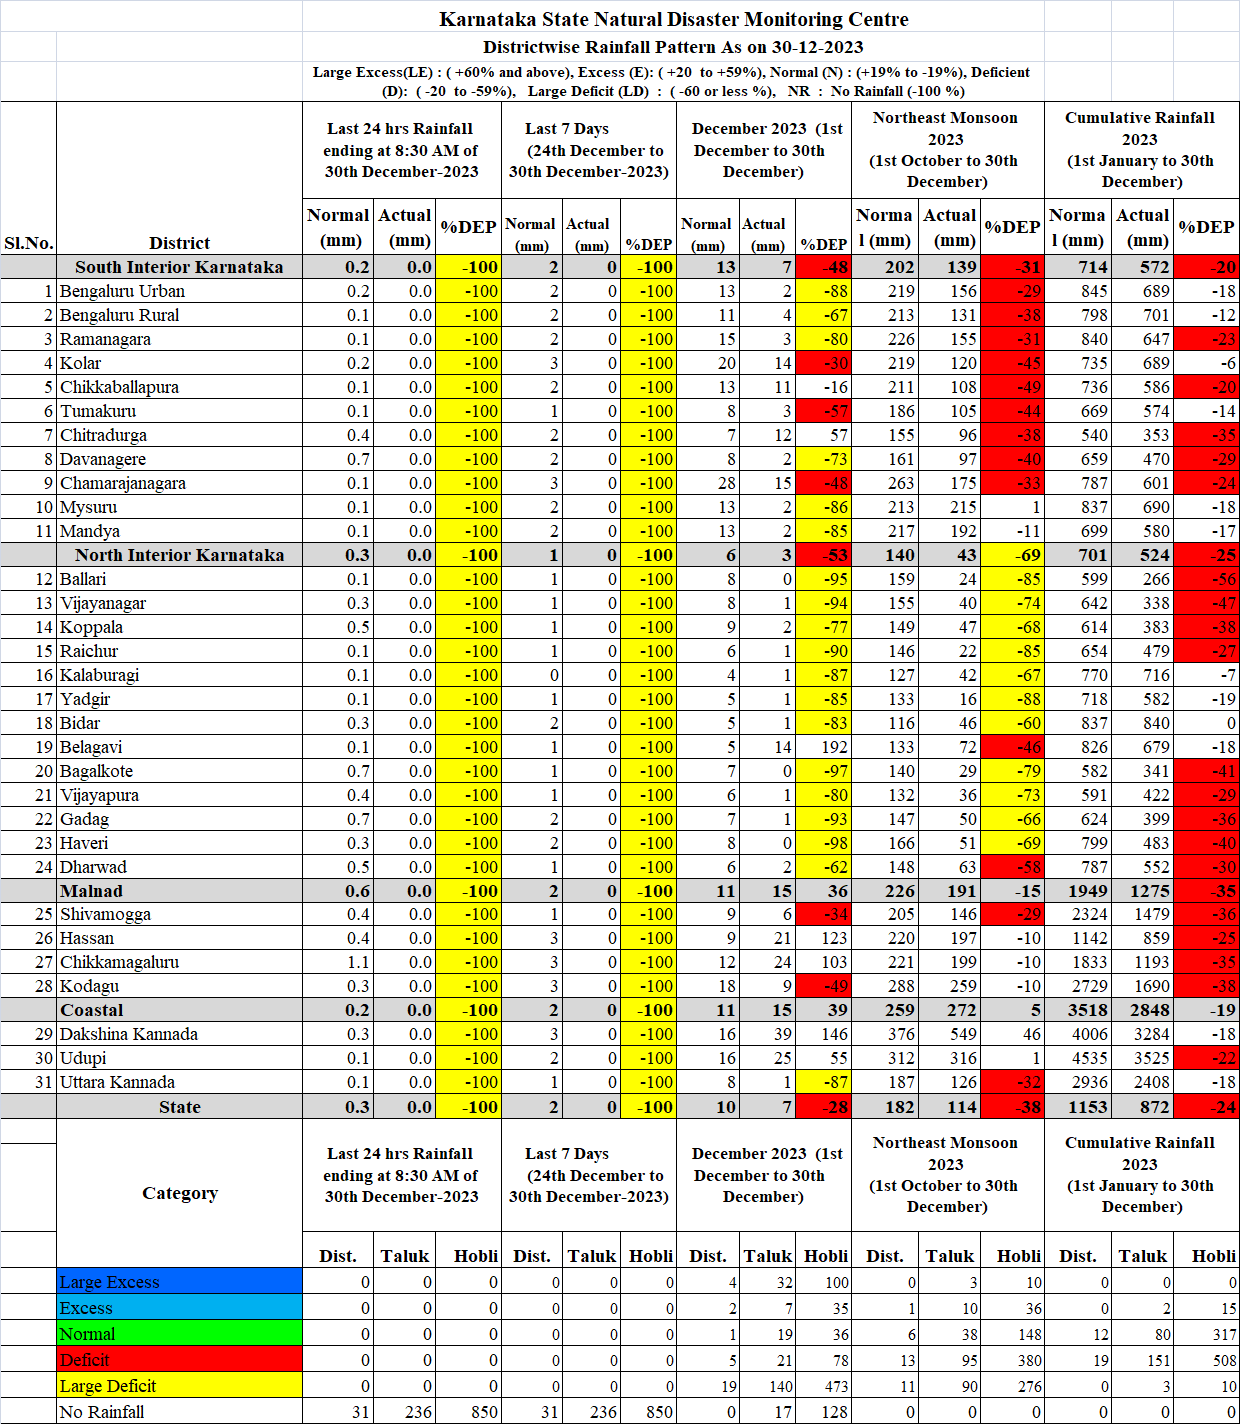 Karnataka State Natural Disaster Monitoring Centre
Districtwise Rainfall Pattern As on 30-12-2023
Large Excess(LE) : ( +60% and above), Excess (E): ( +20 to +59%), Normal (N) : (+19% to -19%), Deficient
(D): ( -20 to -59%), Large Deficit (LD) : ( -60 or less %), NR : No Rainfall (-100 %)
Sl.No. District
Last 24 hrs Rainfall
ending at 8:30 AM of
30th December-2023
Last 7 Days
(24th December to
30th December-2023)
December 2023 (1st
December to 30th
December)
Northeast Monsoon
2023
(1st October to 30th
December)
Cumulative Rainfall
2023
(1st January to 30th
December)
Normal (mm) Actual (mm) %DEP Normal (mm) Actual (mm) %DEP Normal (mm) Actual (mm) %DEP Norma l (mm) Actual (mm) %DEP Norma l (mm) Actual (mm) %DEP
South Interior Karnataka 0.2 0.0 -100 2 0 -100 13 7 -48 202 139 -31 714 572 -20
1 Bengaluru Urban 0.2 0.0 -100 2 0 -100 13 2 -88 219 156 -29 845 689 -18
2 Bengaluru Rural 0.1 0.0 -100 2 0 -100 11 4 -67 213 131 -38 798 701 -12
3 Ramanagara 0.1 0.0 -100 2 0 -100 15 3 -80 226 155 -31 840 647 -23
4 Kolar 0.2 0.0 -100 3 0 -100 20 14 -30 219 120 -45 735 689 -6
5 Chikkaballapura 0.1 0.0 -100 2 0 -100 13 11 -16 211 108 -49 736 586 -20
6 Tumakuru 0.1 0.0 -100 1 0 -100 8 3 -57 186 105 -44 669 574 -14
7 Chitradurga 0.4 0.0 -100 2 0 -100 7 12 57 155 96 -38 540 353 -35
8 Davanagere 0.7 0.0 -100 2 0 -100 8 2 -73 161 97 -40 659 470 -29
9 Chamarajanagara 0.1 0.0 -100 3 0 -100 28 15 -48 263 175 -33 787 601 -24
10 Mysuru 0.1 0.0 -100 2 0 -100 13 2 -86 213 215 1 837 690 -18
11 Mandya 0.1 0.0 -100 2 0 -100 13 2 -85 217 192 -11 699 580 -17
North Interior Karnataka 0.3 0.0 -100 1 0 -100 6 3 -53 140 43 -69 701 524 -25
12 Ballari 0.1 0.0 -100 1 0 -100 8 0 -95 159 24 -85 599 266 -56
13 Vijayanagar 0.3 0.0 -100 1 0 -100 8 1 -94 155 40 -74 642 338 -47
14 Koppala 0.5 0.0 -100 1 0 -100 9 2 -77 149 47 -68 614 383 -38
15 Raichur 0.1 0.0 -100 1 0 -100 6 1 -90 146 22 -85 654 479 -27
16 Kalaburagi 0.1 0.0 -100 0 0 -100 4 1 -87 127 42 -67 770 716 -7
17 Yadgir 0.1 0.0 -100 1 0 -100 5 1 -85 133 16 -88 718 582 -19
18 Bidar 0.3 0.0 -100 2 0 -100 5 1 -83 116 46 -60 837 840 0
19 Belagavi 0.1 0.0 -100 1 0 -100 5 14 192 133 72 -46 826 679 -18
20 Bagalkote 0.7 0.0 -100 1 0 -100 7 0 -97 140 29 -79 582 341 -41
21 Vijayapura 0.4 0.0 -100 1 0 -100 6 1 -80 132 36 -73 591 422 -29
22 Gadag 0.7 0.0 -100 2 0 -100 7 1 -93 147 50 -66 624 399 -36
23 Haveri 0.3 0.0 -100 2 0 -100 8 0 -98 166 51 -69 799 483 -40
24 Dharwad 0.5 0.0 -100 1 0 -100 6 2 -62 148 63 -58 787 552 -30
Malnad 0.6 0.0 -100 2 0 -100 11 15 36 226 191 -15 1949 1275 -35
25 Shivamogga 0.4 0.0 -100 1 0 -100 9 6 -34 205 146 -29 2324 1479 -36
26 Hassan 0.4 0.0 -100 3 0 -100 9 21 123 220 197 -10 1142 859 -25
27 Chikkamagaluru 1.1 0.0 -100 3 0 -100 12 24 103 221 199 -10 1833 1193 -35
28 Kodagu 0.3 0.0 -100 3 0 -100 18 9 -49 288 259 -10 2729 1690 -38
Coastal 0.2 0.0 -100 2 0 -100 11 15 39 259 272 5 3518 2848 -19
29 Dakshina Kannada 0.3 0.0 -100 3 0 -100 16 39 146 376 549 46 4006 3284 -18
30 Udupi 0.1 0.0 -100 2 0 -100 16 25 55 312 316 1 4535 3525 -22
31 Uttara Kannada 0.1 0.0 -100 1 0 -100 8 1 -87 187 126 -32 2936 2408 -18
State 0.3 0.0 -100 2 0 -100 10 7 -28 182 114 -38 1153 872 -24
Category
Last 24 hrs Rainfall
ending at 8:30 AM of
30th December-2023
Last 7 Days
(24th December to
30th December-2023)
December 2023 (1st
December to 30th
December)
Northeast Monsoon
2023
(1st October to 30th
December)
Cumulative Rainfall
2023
(1st January to 30th
December)
Dist. Taluk Hobli Dist. Taluk Hobli Dist. Taluk Hobli Dist. Taluk Hobli Dist. Taluk Hobli
Large Excess 0 0 0 0 0 0 4 32 100 0 3 10 0 0 0
Excess 0 0 0 0 0 0 2 7 35 1 10 36 0 2 15
Normal 0 0 0 0 0 0 1 19 36 6 38 148 12 80 317
Deficit 0 0 0 0 0 0 5 21 78 13 95 380 19 151 508
Large Deficit 0 0 0 0 0 0 19 140 473 11 90 276 0 3 10
No Rainfall 31 236 850 31 236 850 0 17 128 0 0 0 0 0 0